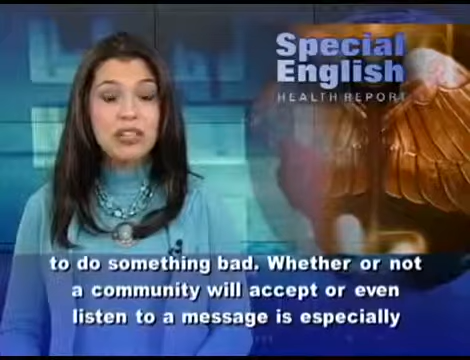 Special
English
HEALTH REPORT
to do something bad. Whether or not
a community will accept or even
listen to a message is especially